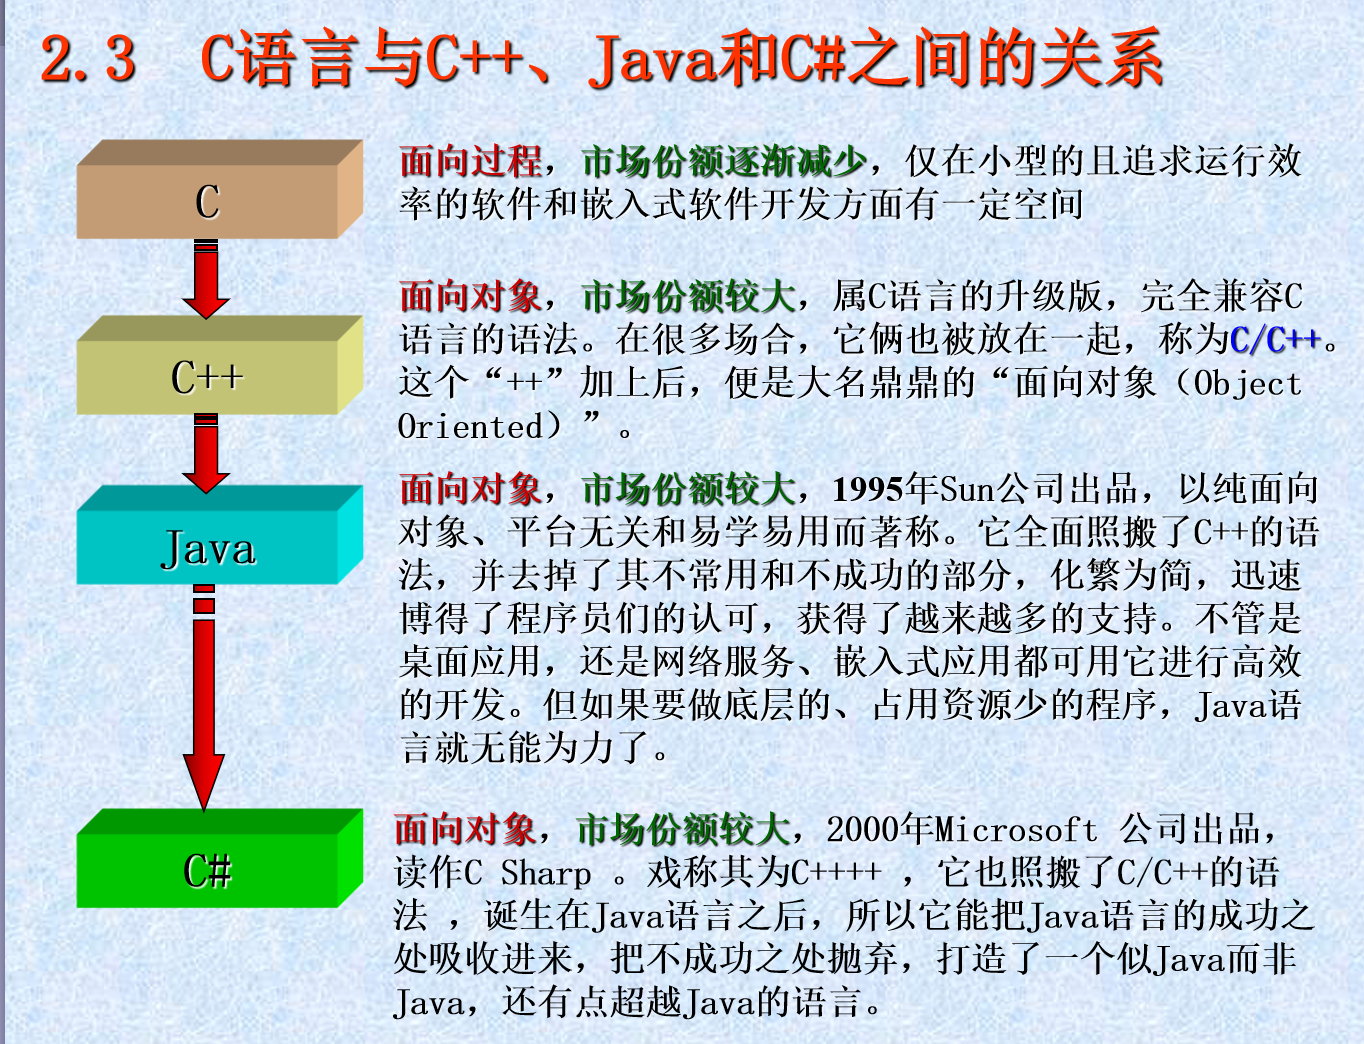 2.3 C语言与C++、Java和C#之间的关系
C
面向过程，市场份额逐渐减少，仅在小型的且追求运行效
率的软件和嵌入式软件开发方面有一定空间
C++
面向对象，市场份额较大，属C语言的升级版，完全兼容C
语言的语法。在很多场合，它俩也被放在一起，称为C/C++。
这个“++”加上后，便是大名鼎鼎的“面向对象（Object
Oriented）”。
Java
面向对象，市场份额较大，1995年Sun公司出品，以纯面向
对象、平台无关和易学易用而著称。它全面照搬了C++的语
法，并去掉了其不常用和不成功的部分，化繁为简，迅速
博得了程序员们的认可，获得了越来越多的支持。不管是
桌面应用，还是网络服务、嵌入式应用都可用它进行高效
的开发。但如果要做底层的、占用资源少的程序，Java语
言就无能为力了。
C#
面向对象，市场份额较大，2000年Microsoft 公司出品，
读作C Sharp 。戏称其为C++++ ，它也照搬了C/C++的语
法 ，诞生在Java语言之后，所以它能把Java语言的成功之
处吸收进来，把不成功之处抛弃，打造了一个似Java而非
Java，还有点超越Java的语言。